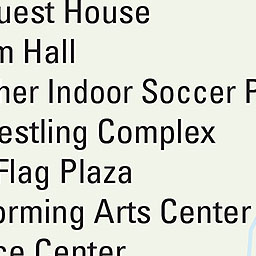 uest House
m Hall
her Indoor Soccer P
estling Complex
Flag Plaza
orming Arts Center
ce Center